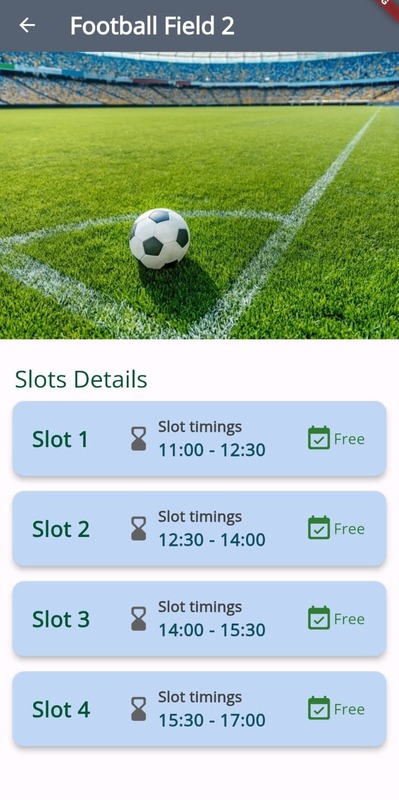 Football Field 2
Slots Details
Slot 1
Slot timings
11:00 - 12:30
Free
Slot 2
Slot timings
12:30 - 14:00
Free
Slot 3
Slot timings
14:00 - 15:30
Free
Slot 4
Slot timings
15:30 - 17:00
Free